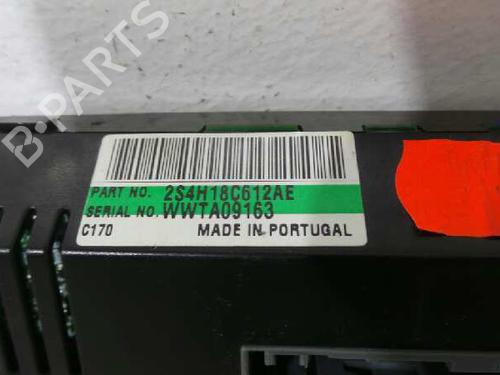 B-PARTS
PART NO. 2S4H18C612AE
SERIAL NO. WWTA09163
C170 MADE IN PORTUGAL